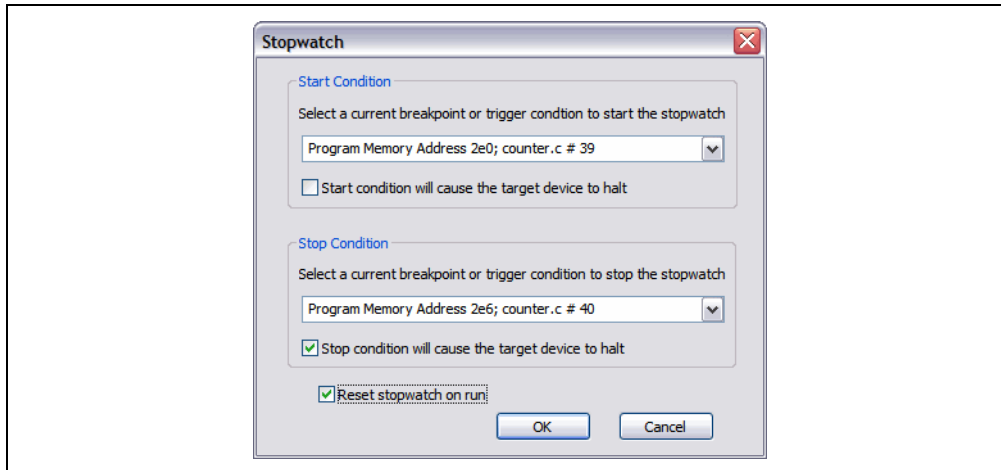 Stopwatch
Start Condition
Select a current breakpoint or trigger condtion to start the stopwatch
Program Memory Address 2e0; counter.c # 39
Start condition will cause the target device to halt
Stop Condition
Select a current breakpoint or trigger condition to stop the stopwatch
Program Memory Address 2e6; counter.c # 40
Stop condition will cause the target device to halt
Reset stopwatch on run
OK Cancel